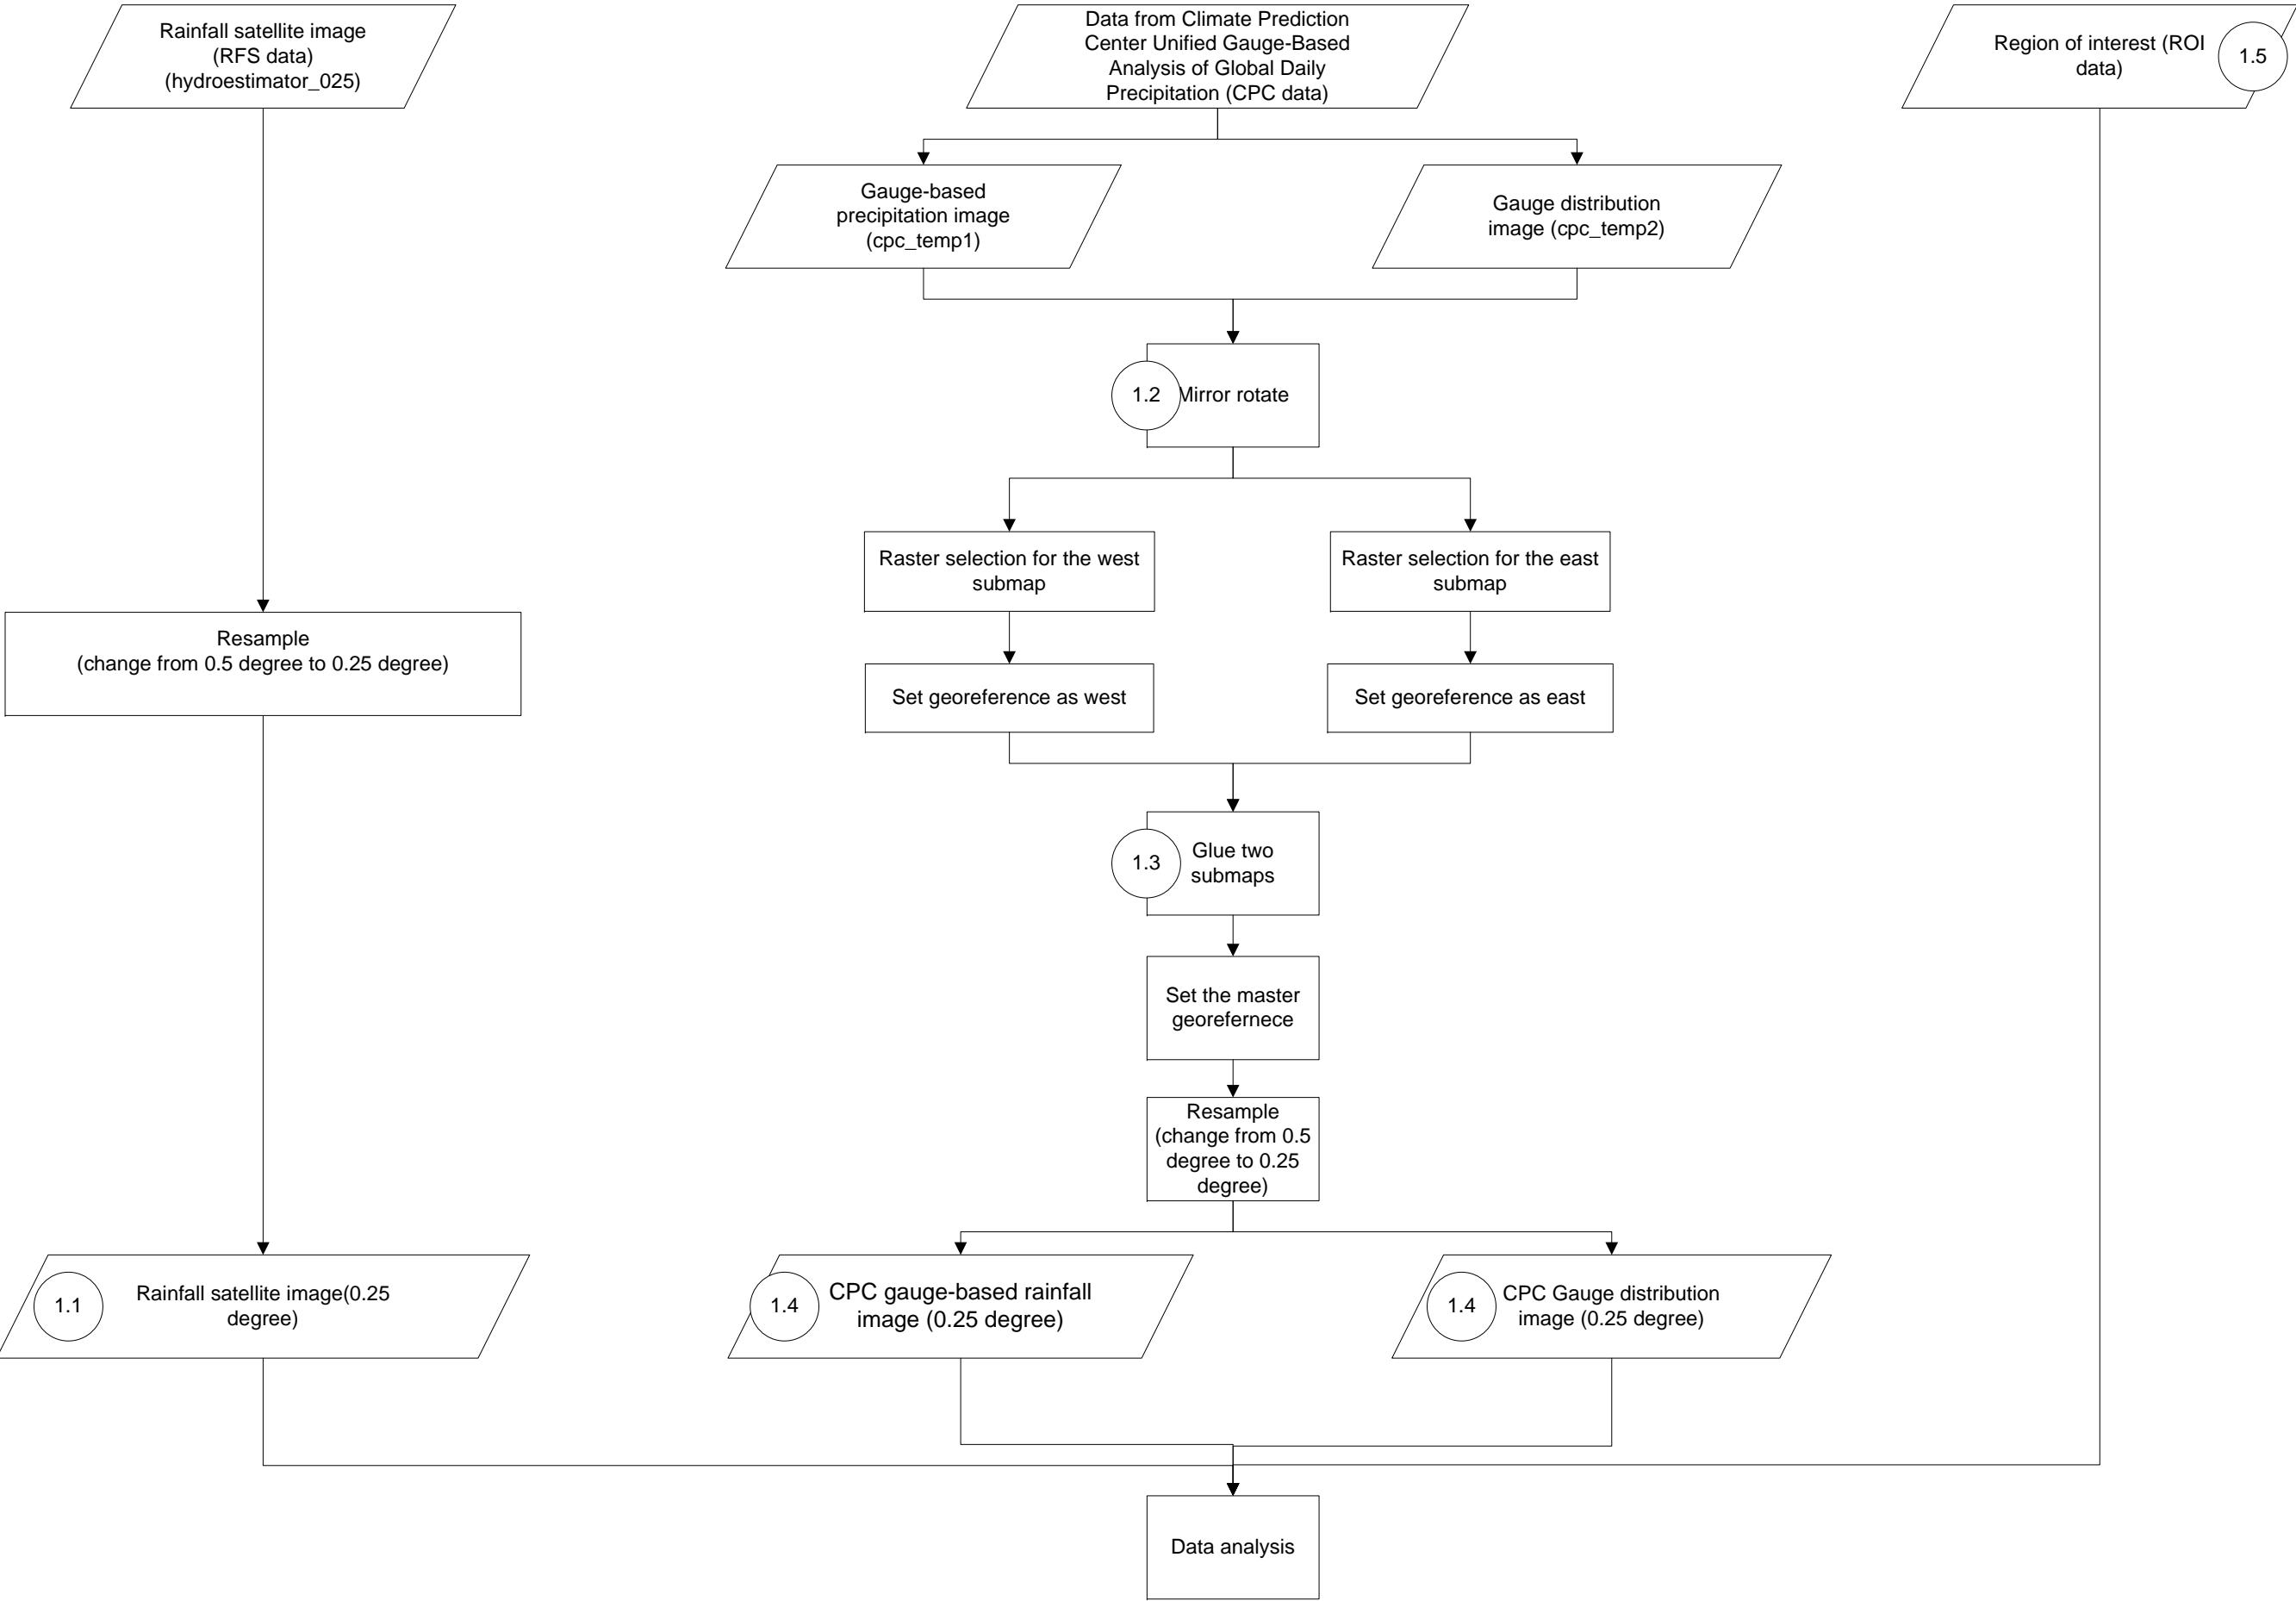 Rainfall satellite image
(RFS data)
(hydroestimator_025)
Data from Climate Prediction
Center Unified Gauge-Based
Analysis of Global Daily
Precipitation (CPC data)
Region of interest (ROI
data)
1.5
Gauge-based
precipitation image
(cpc_temp1)
Gauge distribution
image (cpc_temp2)
1.2
Mirror rotate
Raster selection for the west
submap
Raster selection for the east
submap
Resample
(change from 0.5 degree to 0.25 degree)
Set georeference as west
Set georeference as east
1.3
Glue two
submaps
Set the master
georefernece
Resample
(change from 0.5
degree to 0.25
degree)
1.1
Rainfall satellite image(0.25
degree)
1.4
CPC gauge-based rainfall
image (0.25 degree)
1.4
CPC Gauge distribution
image (0.25 degree)
Data analysis